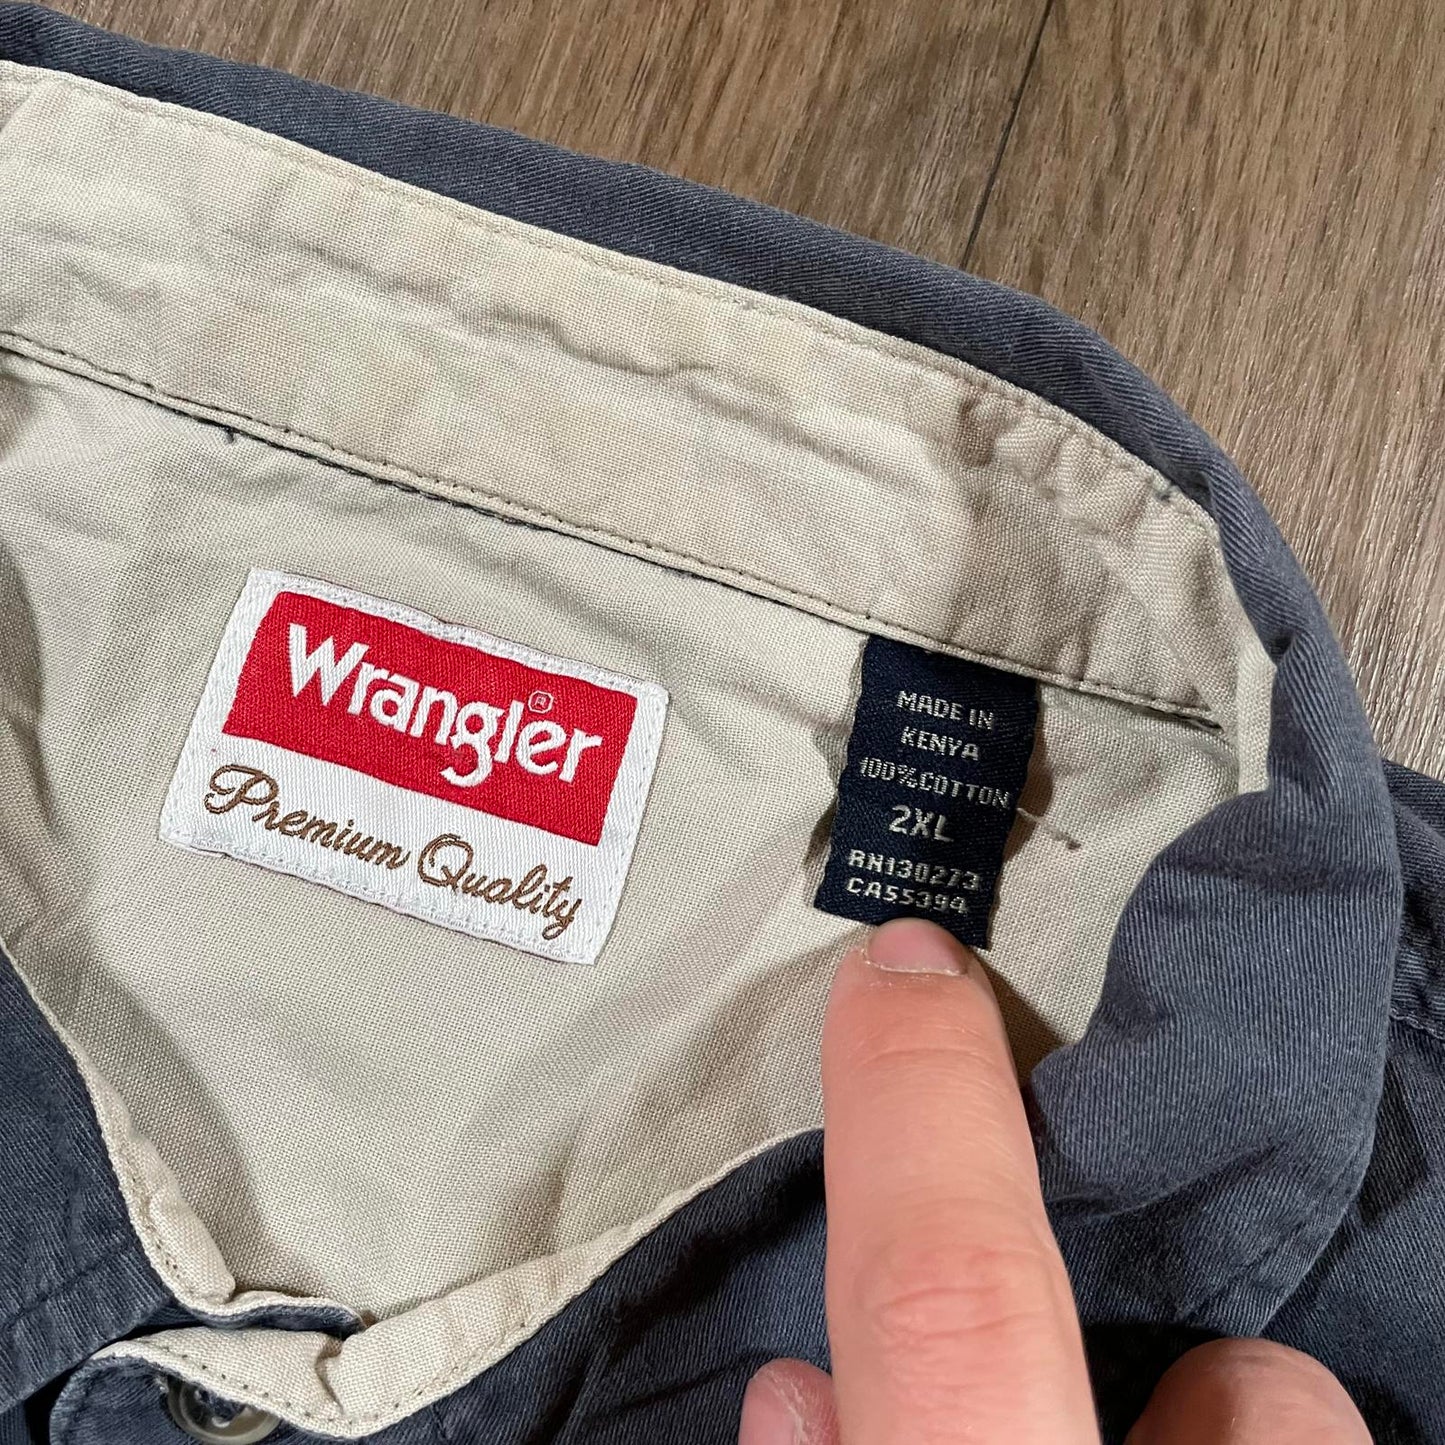 Wrangler®
Premium Quality
MADE IN
KENYA
100%COTTON
2XL
RN130273
CA55394